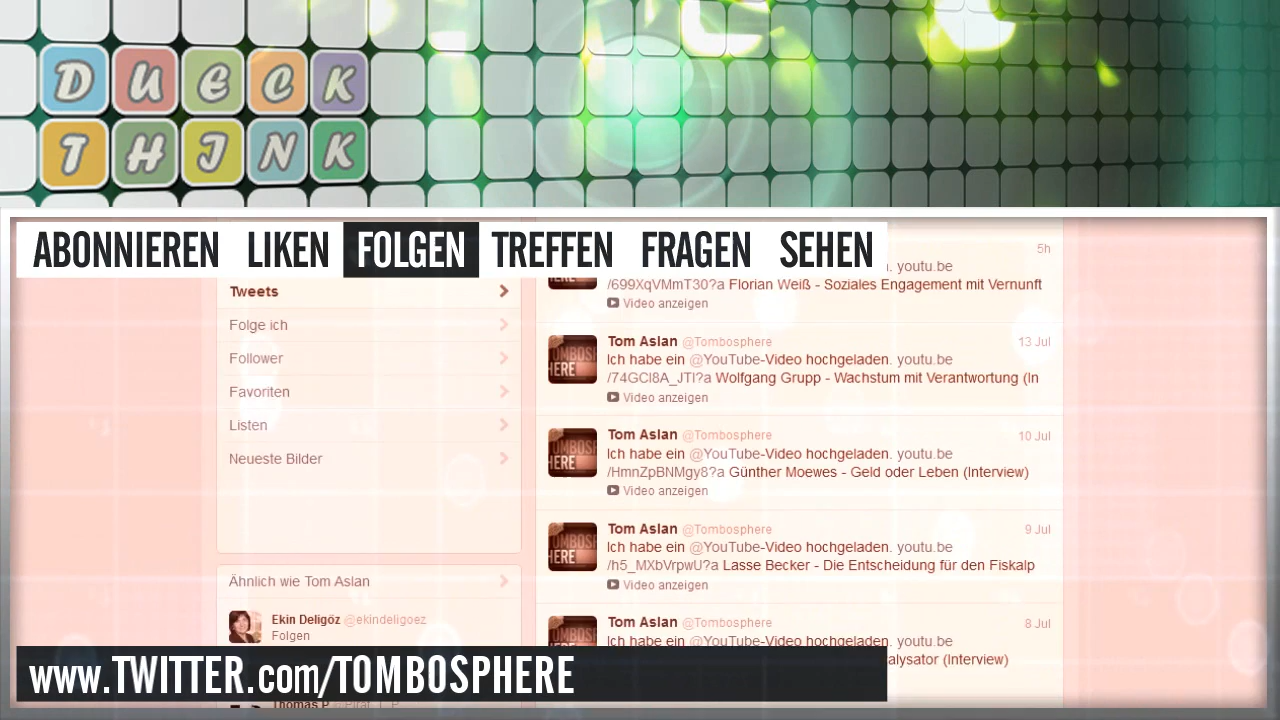 DUECK
THINK
ABONNIEREN LIKEN FOLGEN TREFFEN FRAGEN SEHEN
Tweets
Folge ich
Follower
Favoriten
Listen
Neueste Bilder
Ähnlich wie Tom Aslan
Ekin Deligöz @ekindeligoez
Folgen
5h
youtu.be
/699XqVMmT30?a Florian Weiß - Soziales Engagement mit Vernunft
Video anzeigen
Tom Aslan @Tombosphere 13 Jul
Ich habe ein @YouTube-Video hochgeladen. youtu.be
/74GCl8A_JTI?a Wolfgang Grupp - Wachstum mit Verantwortung (In
Video anzeigen
Tom Aslan @Tombosphere 10 Jul
Ich habe ein @YouTube-Video hochgeladen. youtu.be
/HmnZpBNMgy8?a Günther Moewes - Geld oder Leben (Interview)
Video anzeigen
Tom Aslan @Tombosphere 9 Jul
Ich habe ein @YouTube-Video hochgeladen. youtu.be
/h5_MXbVrpwU?a Lasse Becker - Die Entscheidung für den Fiskalp
Video anzeigen
Tom Aslan @Tombosphere 8 Jul
Ich habe ein @YouTube-Video hochgeladen. youtu.be
alysator (Interview)
www.TWITTER.com/TOMBOSPHERE
Thomas P